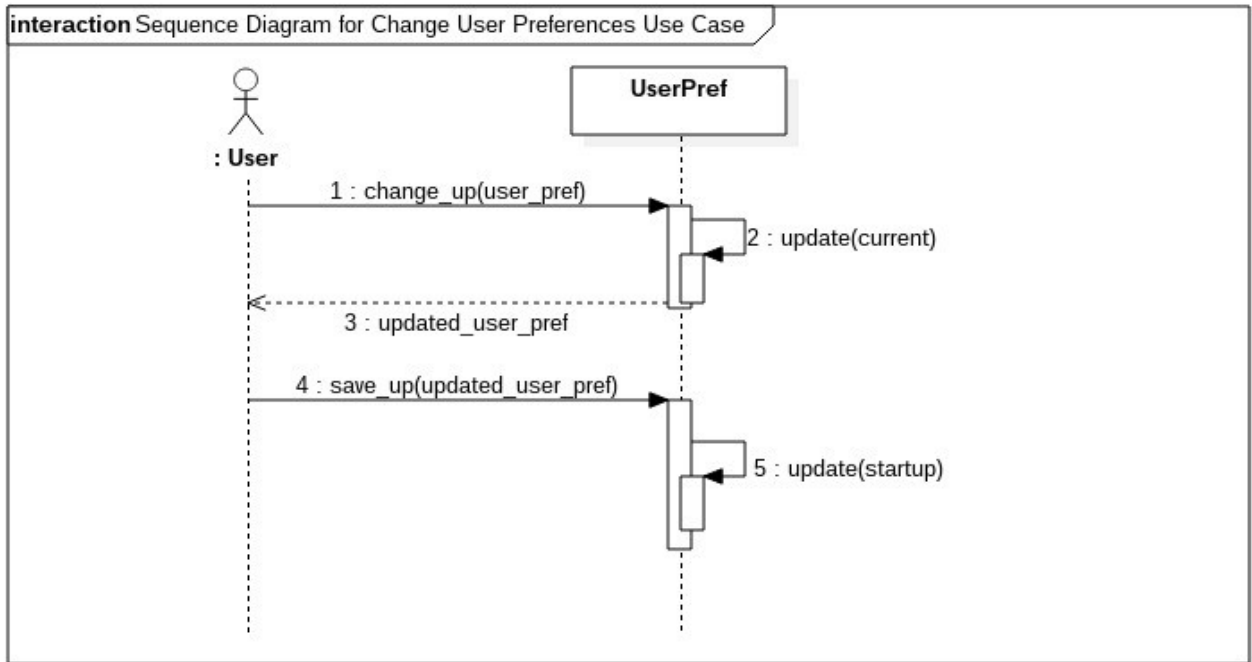 interaction Sequence Diagram for Change User Preferences Use Case
UserPref
: User
1 : change_up(user_pref)
2 : update(current)
3 : updated_user_pref
4 : save_up(updated_user_pref)
5 : update(startup)